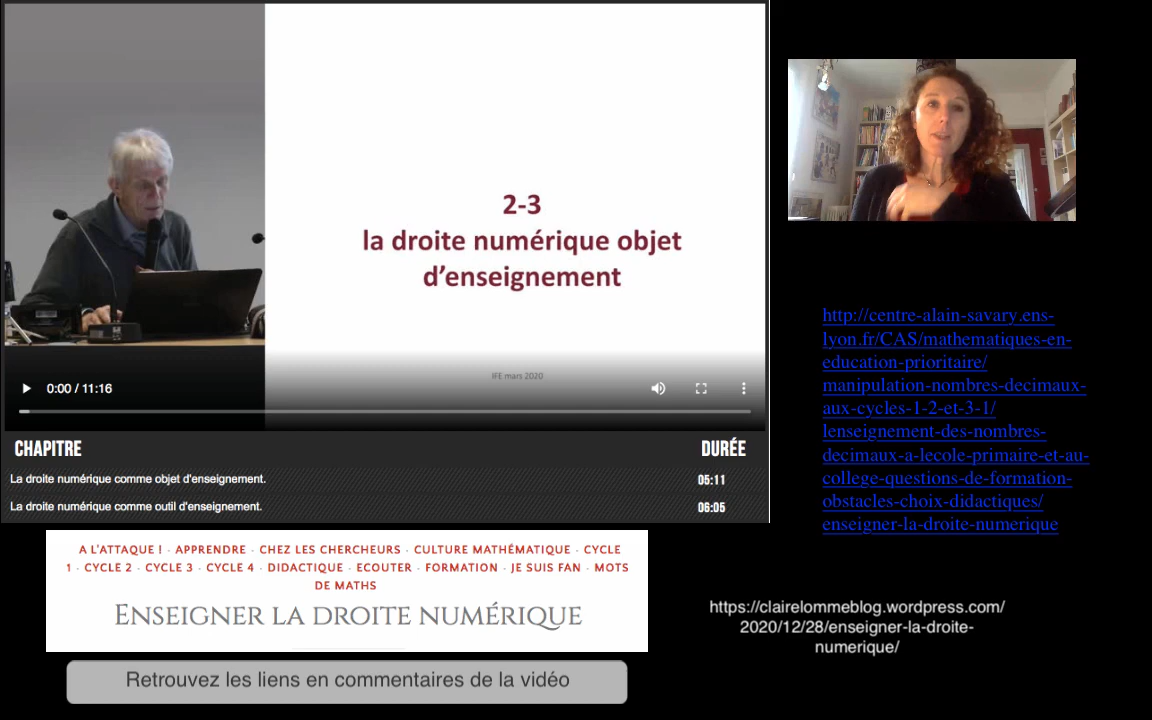 2-3
la droite numérique objet
d'enseignement
IFE mars 2020
0:00 / 11:16
CHAPITRE DURÉE
La droite numérique comme objet d'enseignement. 05:11
La droite numérique comme outil d'enseignement. 06:05
A L'ATTAQUE ! · APPRENDRE · CHEZ LES CHERCHEURS · CULTURE MATHÉMATIQUE · CYCLE
1 · CYCLE 2 · CYCLE 3 · CYCLE 4 · DIDACTIQUE · ECOUTER · FORMATION · JE SUIS FAN · MOTS
DE MATHS
ENSEIGNER LA DROITE NUMÉRIQUE
Retrouvez les liens en commentaires de la vidéo
http://centre-alain-savary.ens-
lyon.fr/CAS/mathematiques-en-
education-prioritaire/
manipulation-nombres-decimaux-
aux-cycles-1-2-et-3-1/
lenseignement-des-nombres-
decimaux-a-lecole-primaire-et-au-
college-questions-de-formation-
obstacles-choix-didactiques/
enseigner-la-droite-numerique
https://clairelommeblog.wordpress.com/
2020/12/28/enseigner-la-droite-
numerique/